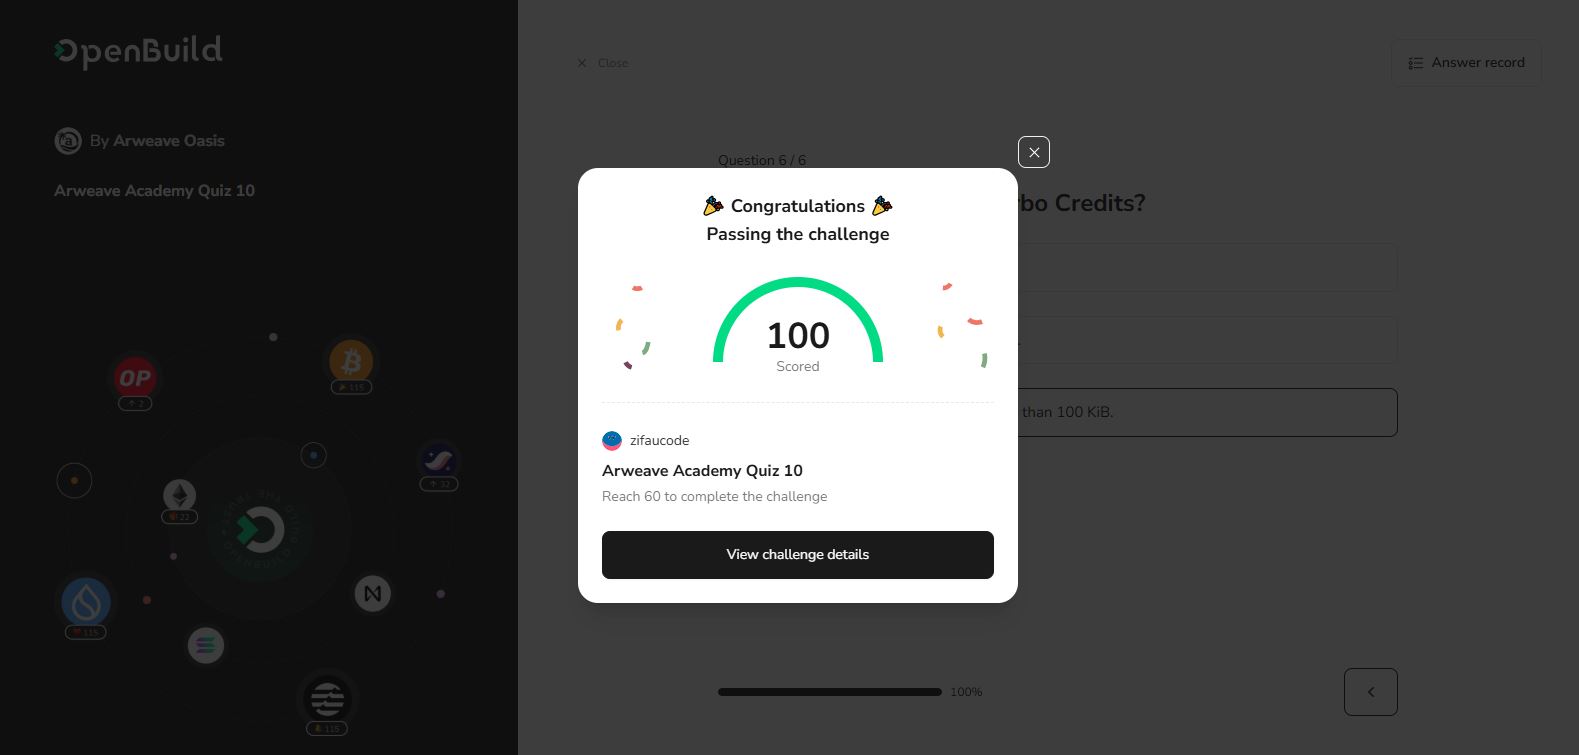 OpenBuild
By Arweave Oasis
Arweave Academy Quiz 10
OP
↑ 2
115
↑ 32
22
115
115
× Close
Answer record
Question 6 / 6
rbo Credits?
than 100 KiB.
Congratulations
Passing the challenge
100
Scored
zifaucode
Arweave Academy Quiz 10
Reach 60 to complete the challenge
View challenge details
100%